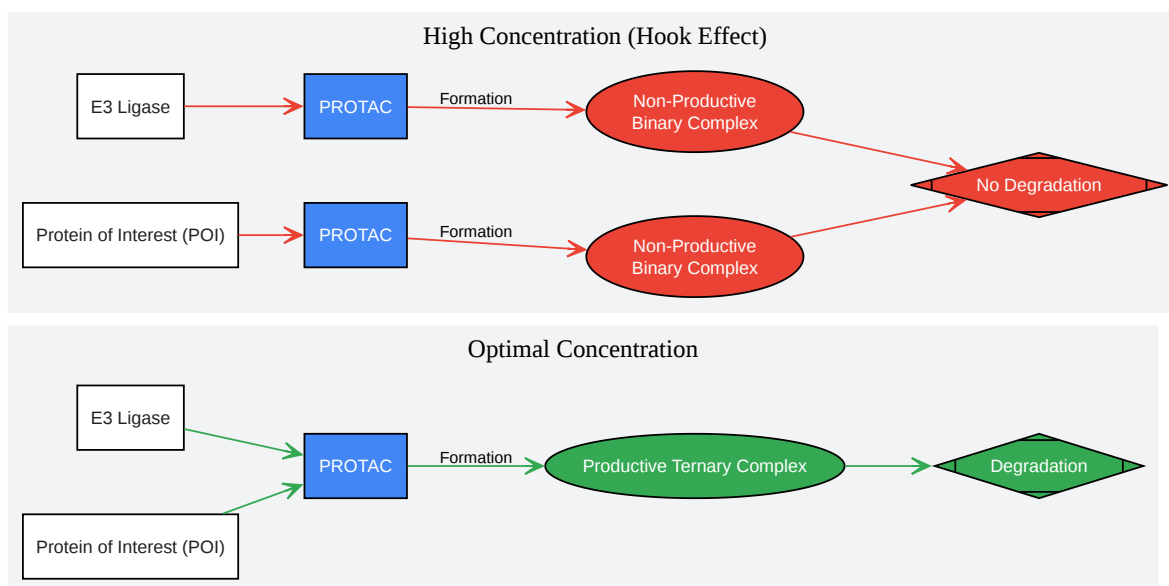 High Concentration (Hook Effect)
E3 Ligase
PROTAC
Formation
Non-Productive
Binary Complex
No Degradation
Protein of Interest (POI)
PROTAC
Formation
Non-Productive
Binary Complex
Optimal Concentration
E3 Ligase
PROTAC
Formation
Productive Ternary Complex
Degradation
Protein of Interest (POI)